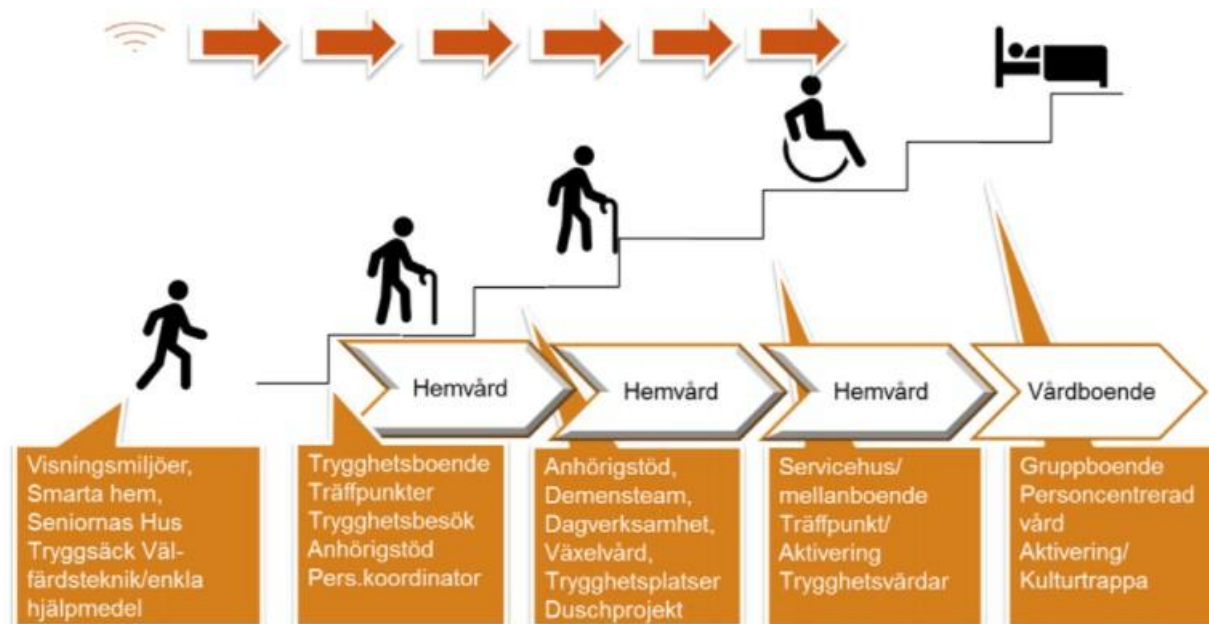 Hemvård
Hemvård
Hemvård
Vårdboende
Visningsmiljöer,
Smarta hem,
Seniornas Hus
Tryggsäck Väl-
färdsteknik/enkla
hjälpmedel
Trygghetsboende
Träffpunkter
Trygghetsbesök
Anhörigstöd
Pers.koordinator
Anhörigstöd,
Demensteam,
Dagverksamhet,
Växelvård,
Trygghetsplatser
Duschprojekt
Servicehus/
mellanboende
Träffpunkt/
Aktivering
Trygghetsvärdar
Gruppboende
Personcentrerad
vård
Aktivering/
Kulturtrappa